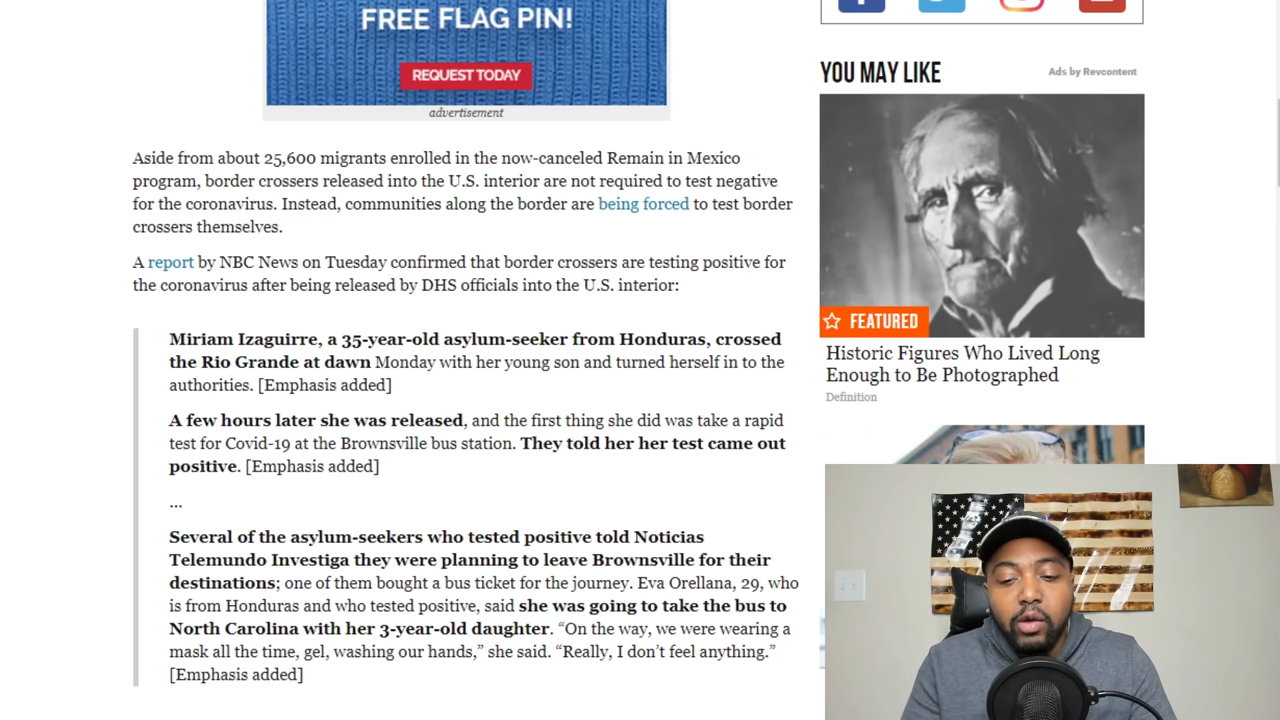 FREE FLAG PIN!
REQUEST TODAY
advertisement
Aside from about 25,600 migrants enrolled in the now-canceled Remain in Mexico
program, border crossers released into the U.S. interior are not required to test negative
for the coronavirus. Instead, communities along the border are being forced to test border
crossers themselves.
A report by NBC News on Tuesday confirmed that border crossers are testing positive for
the coronavirus after being released by DHS officials into the U.S. interior:
Miriam Izaguirre, a 35-year-old asylum-seeker from Honduras, crossed
the Rio Grande at dawn Monday with her young son and turned herself in to the
authorities. [Emphasis added]
A few hours later she was released, and the first thing she did was take a rapid
test for Covid-19 at the Brownsville bus station. They told her her test came out
positive. [Emphasis added]
...
Several of the asylum-seekers who tested positive told Noticias
Telemundo Investiga they were planning to leave Brownsville for their
destinations; one of them bought a bus ticket for the journey. Eva Orellana, 29, who
is from Honduras and who tested positive, said she was going to take the bus to
North Carolina with her 3-year-old daughter. “On the way, we were wearing a
mask all the time, gel, washing our hands,” she said. “Really, I don’t feel anything.”
[Emphasis added]
YOU MAY LIKE
Ads by Revcontent
FEATURED
Historic Figures Who Lived Long
Enough to Be Photographed
Definition